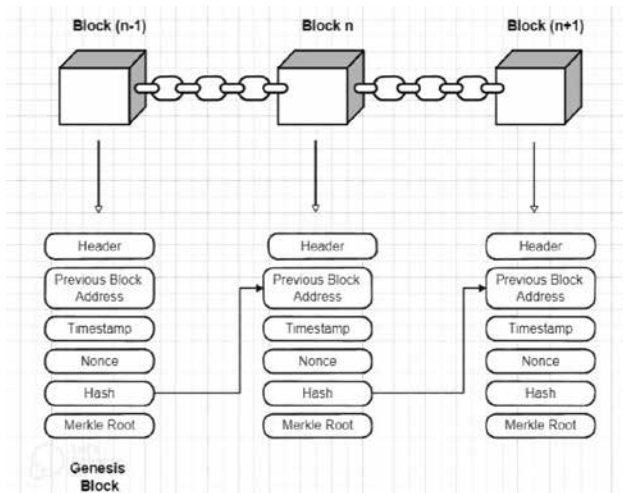 Block (n-1)
Block n
Block (n+1)
Header
Previous Block
Address
Timestamp
Nonce
Hash
Merkle Root
Genesis
Block
Header
Previous Block
Address
Timestamp
Nonce
Hash
Merkle Root
Header
Previous Block
Address
Timestamp
Nonce
Hash
Merkle Root